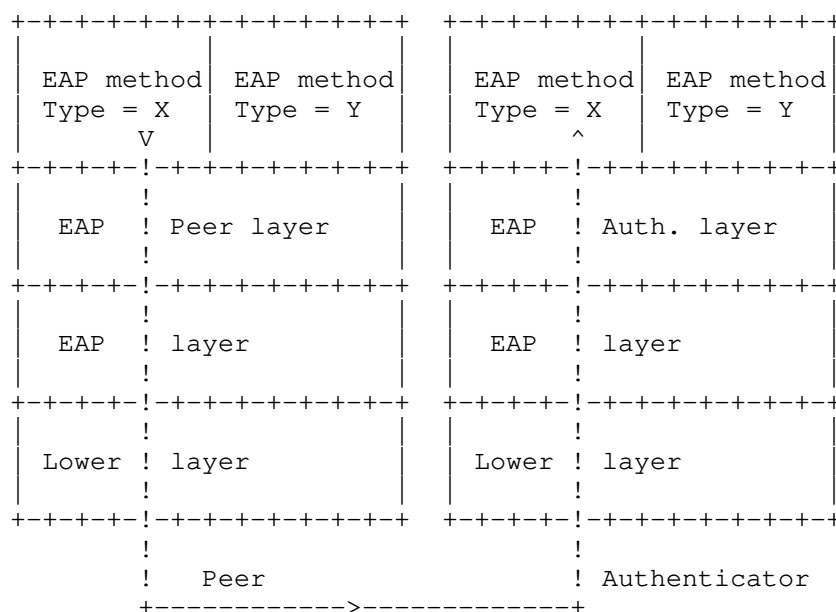 +-+-+-+-+-+-+-+-+-+-+-+-+  +-+-+-+-+-+-+-+-+-+-+-+-+
|           |           |  |           |           |
| EAP method| EAP method|  | EAP method| EAP method|
| Type = X  | Type = Y  |  | Type = X  | Type = Y  |
|       V   |           |  |       ^   |           |
+-+-+-+-!-+-+-+-+-+-+-+-+  +-+-+-+-!-+-+-+-+-+-+-+-+
|       !               |  |       !               |
|  EAP  ! Peer layer    |  |  EAP  ! Auth. layer   |
|       !               |  |       !               |
+-+-+-+-!-+-+-+-+-+-+-+-+  +-+-+-+-!-+-+-+-+-+-+-+-+
|       !               |  |       !               |
|  EAP  ! layer         |  |  EAP  ! layer         |
|       !               |  |       !               |
+-+-+-+-!-+-+-+-+-+-+-+-+  +-+-+-+-!-+-+-+-+-+-+-+-+
|       !               |  |       !               |
| Lower ! layer         |  | Lower ! layer         |
|       !               |  |       !               |
+-+-+-+-!-+-+-+-+-+-+-+-+  +-+-+-+-!-+-+-+-+-+-+-+-+
        !                          !
        !   Peer                   ! Authenticator
        +------------>-------------+